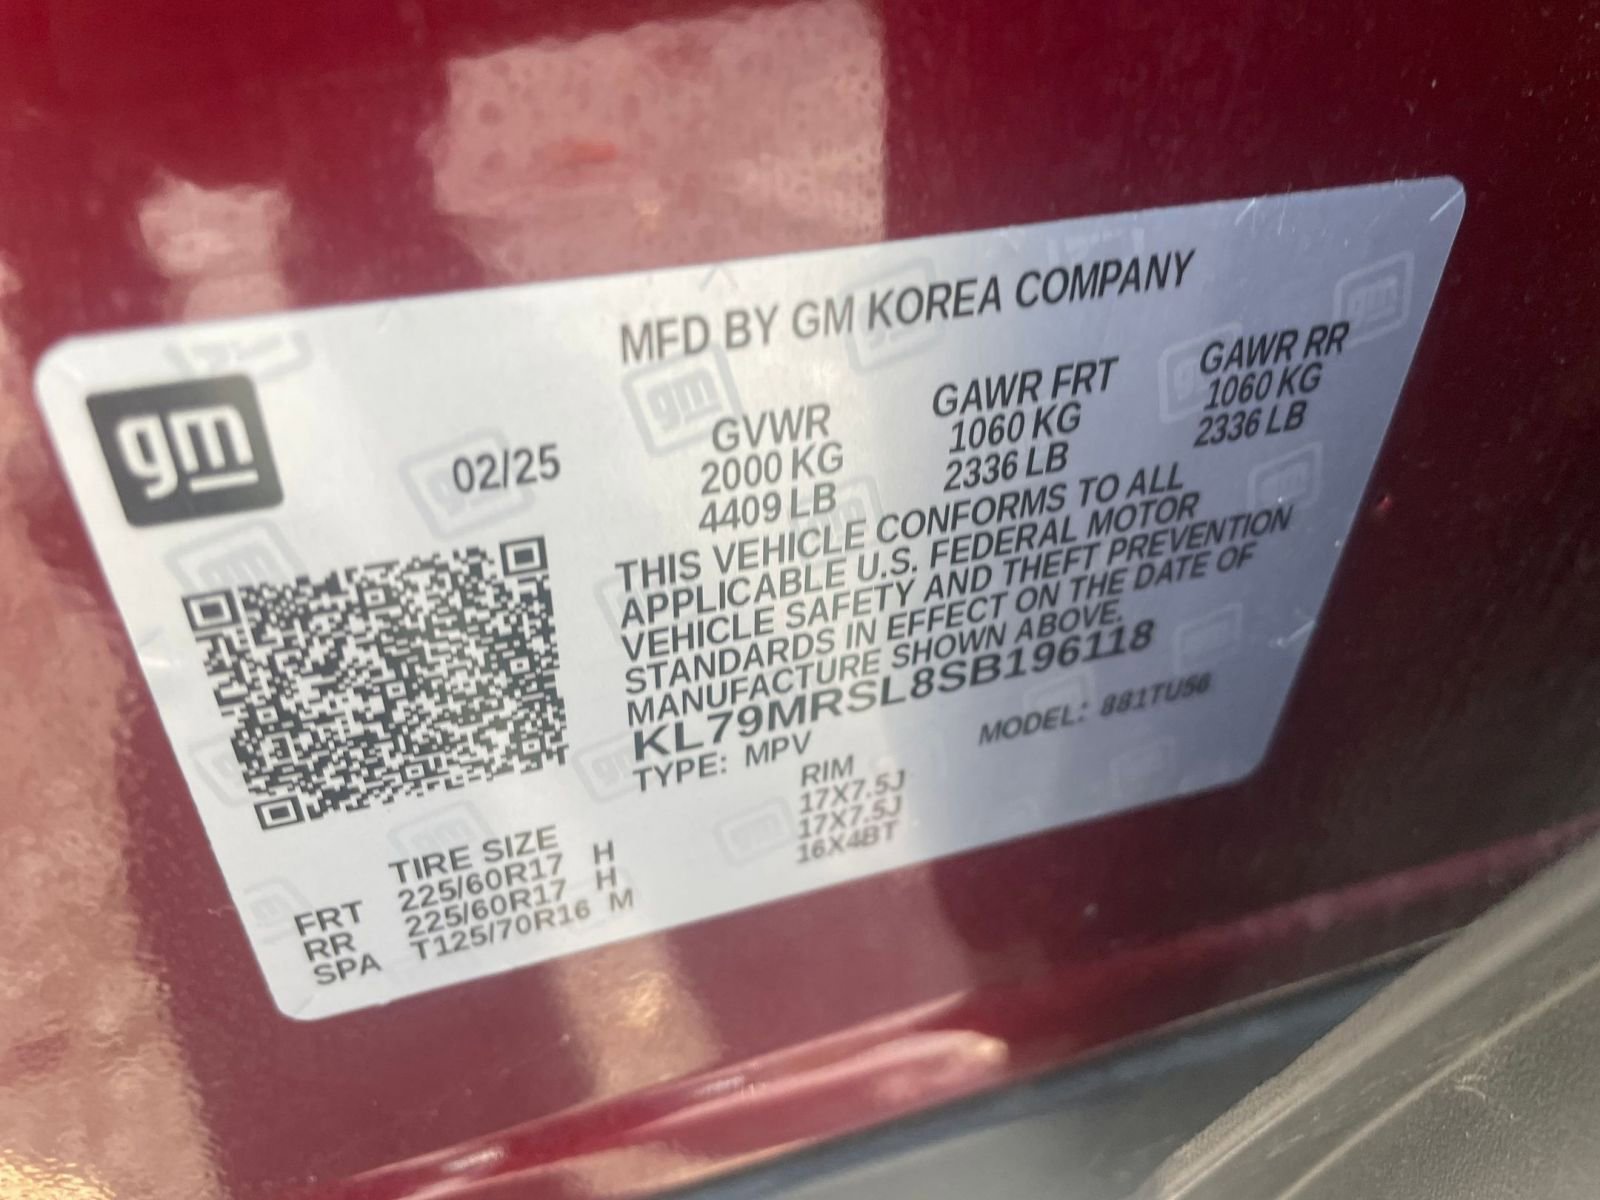 MFD BY GM KOREA COMPANY
gm
02/25
GVWR GAWR FRT GAWR RR
2000 KG 1060 KG 1060 KG
4409 LB 2336 LB 2336 LB
THIS VEHICLE CONFORMS TO ALL
APPLICABLE U.S. FEDERAL MOTOR
VEHICLE SAFETY AND THEFT PREVENTION
STANDARDS IN EFFECT ON THE DATE OF
MANUFACTURE SHOWN ABOVE.
KL79MRSL8SB196118
TYPE: MPV MODEL: 881TU56
TIRE SIZE RIM
FRT 225/60R17 H 17X7.5J
RR 225/60R17 H 17X7.5J
SPA T125/70R16 M 16X4BT